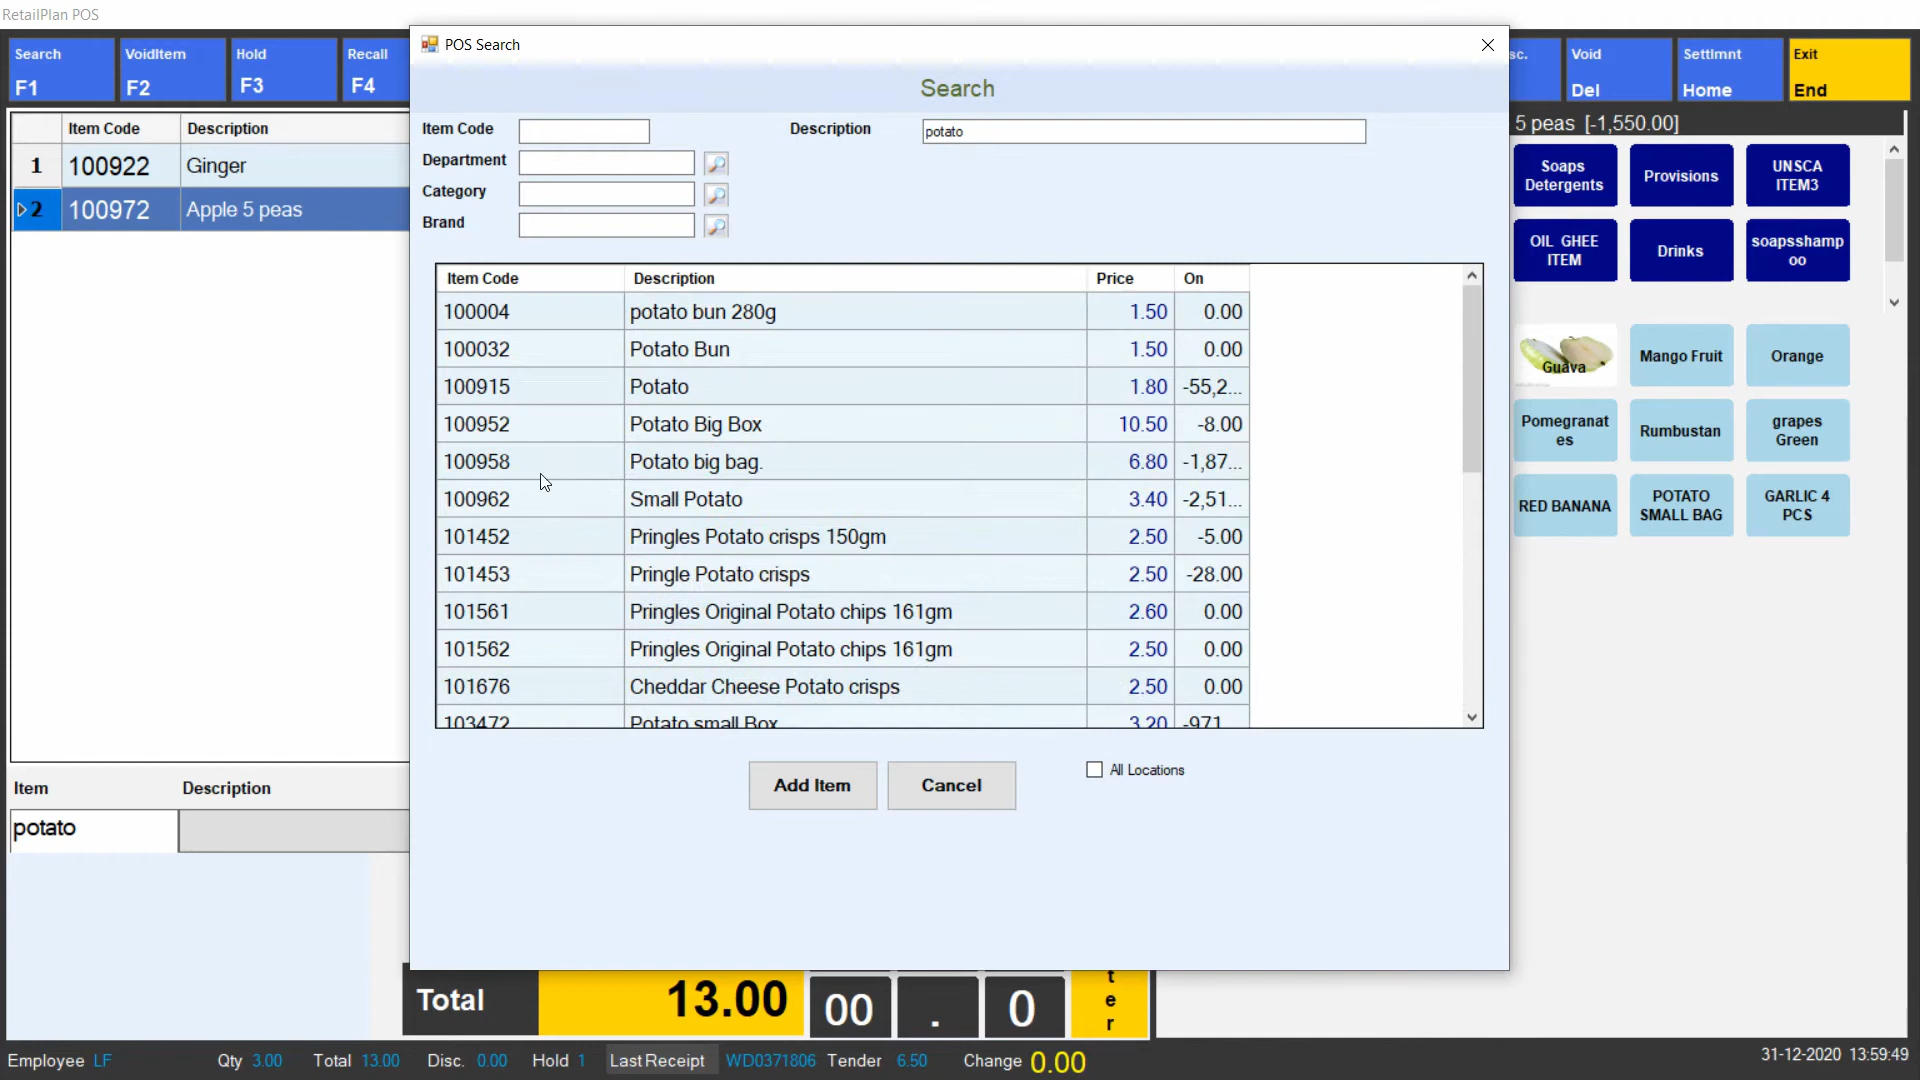 RetailPlan POS
Search
F1
VoidItem
F2
Hold
F3
Recall
F4
POS Search
sc.
Void
Del
Settlmnt
Home
Exit
End
Search
Item Code
Description
potato
Department
Category
Brand
Item Code Description
1 100922 Ginger
2 100972 Apple 5 peas
5 peas [-1,550.00]
Soaps
Detergents
Provisions
UNSCA
ITEM3
OIL GHEE
ITEM
Drinks
soapsshamp
oo
Guava
Mango Fruit
Orange
Pomegranat
es
Rumbustan
grapes
Green
RED BANANA
POTATO
SMALL BAG
GARLIC 4
PCS
Item Code Description Price On
100004 potato bun 280g 1.50 0.00
100032 Potato Bun 1.50 0.00
100915 Potato 1.80 -55,2...
100952 Potato Big Box 10.50 -8.00
100958 Potato big bag. 6.80 -1,87...
100962 Small Potato 3.40 -2,51...
101452 Pringles Potato crisps 150gm 2.50 -5.00
101453 Pringle Potato crisps 2.50 -28.00
101561 Pringles Original Potato chips 161gm 2.60 0.00
101562 Pringles Original Potato chips 161gm 2.50 0.00
101676 Cheddar Cheese Potato crisps 2.50 0.00
103472 Potato small Box 3.20 -971
Add Item
Cancel
All Locations
Item Description
potato
Total 13.00
00 . 0
t
e
r
Employee LF Qty 3.00 Total 13.00 Disc. 0.00 Hold 1 Last Receipt WD0371806 Tender 6.50 Change 0.00
31-12-2020 13:59:49